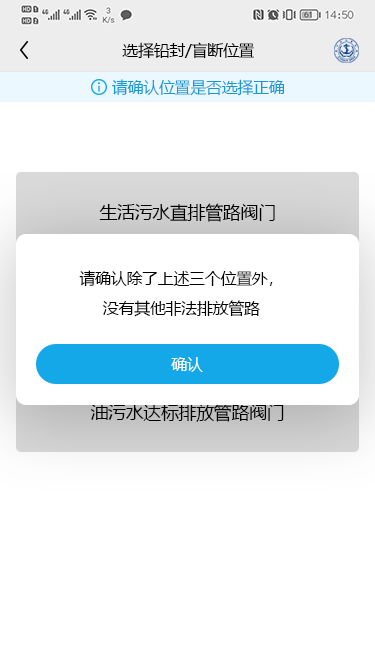 3
K/s
14:50
选择铅封/盲断位置
请确认位置是否选择正确
生活污水直排管路阀门
请确认除了上述三个位置外，
没有其他非法排放管路
确认
油污水达标排放管路阀门